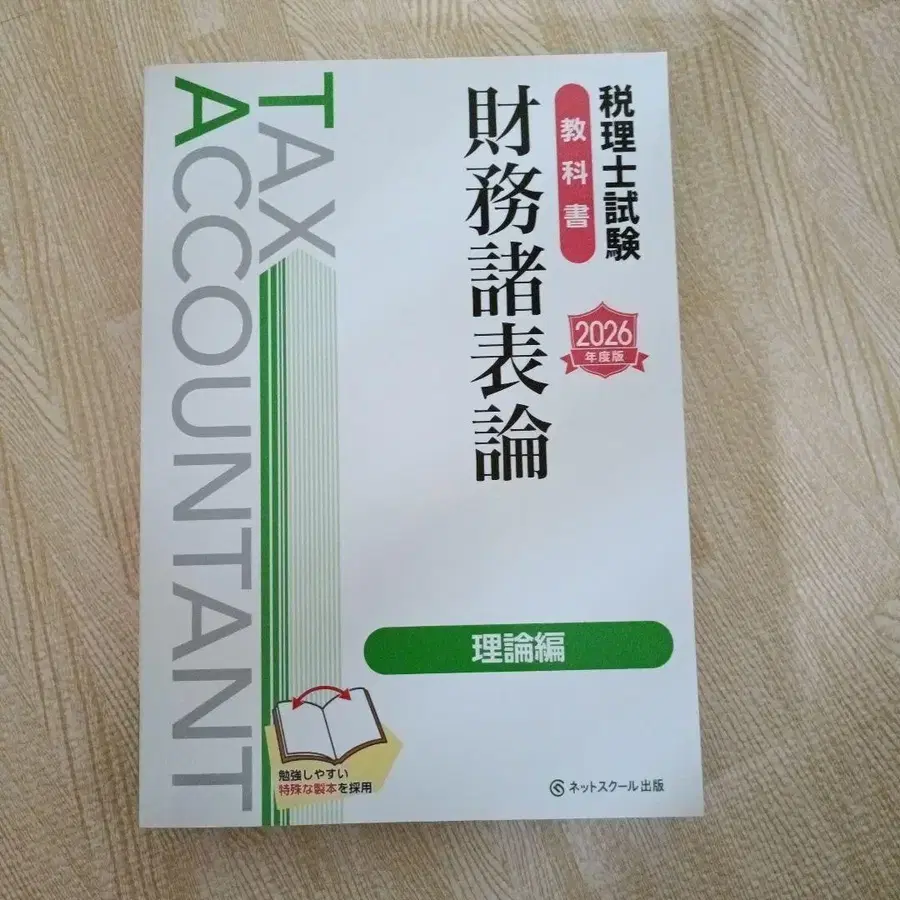 税理士試験
教科書
2026
年度版
財務諸表論
TAX
ACCOUNTANT
理論編
勉強しやすい
特殊な製本を採用
ネットスクール出版